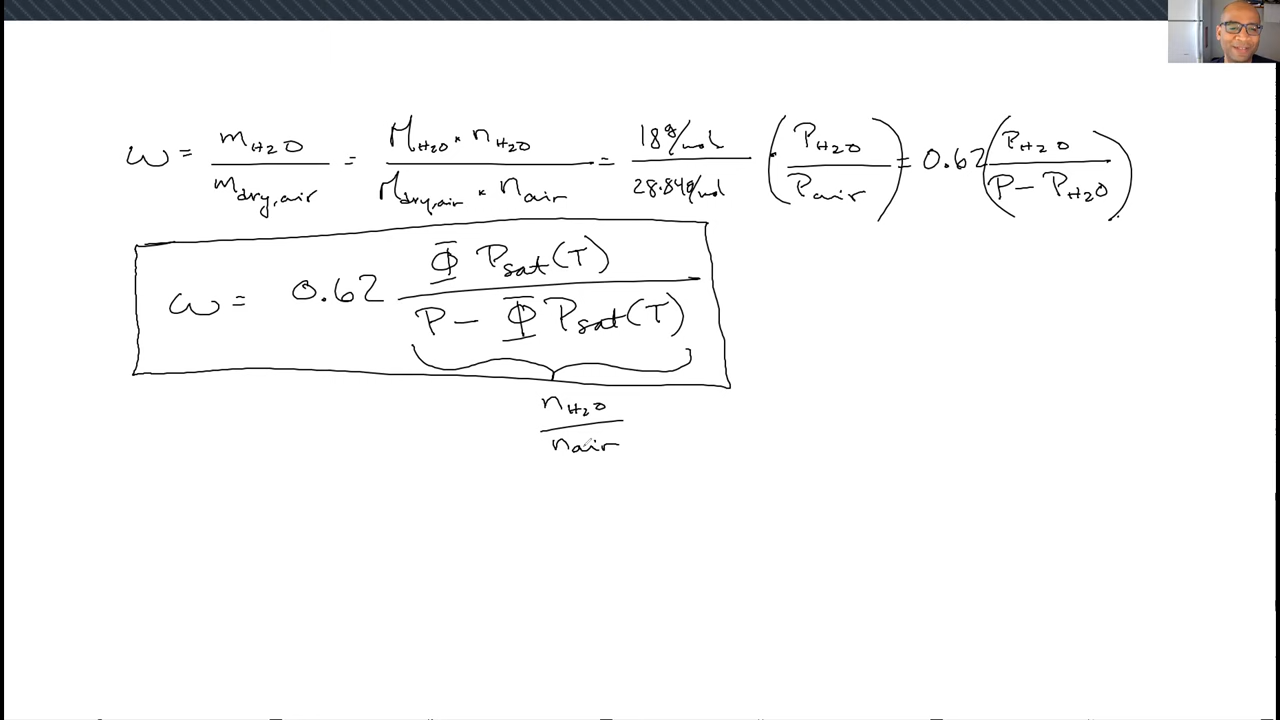 ω = m_H2O / m_dry,air = M_H2O * n_H2O / M_dry,air * n_air = 18 g/mol / 28.84 g/mol · (P_H2O / P_air) = 0.62 (P_H2O / P - P_H2O)
ω = 0.62 Φ P_sat(T) / P - Φ P_sat(T)
n_H2O / n_air